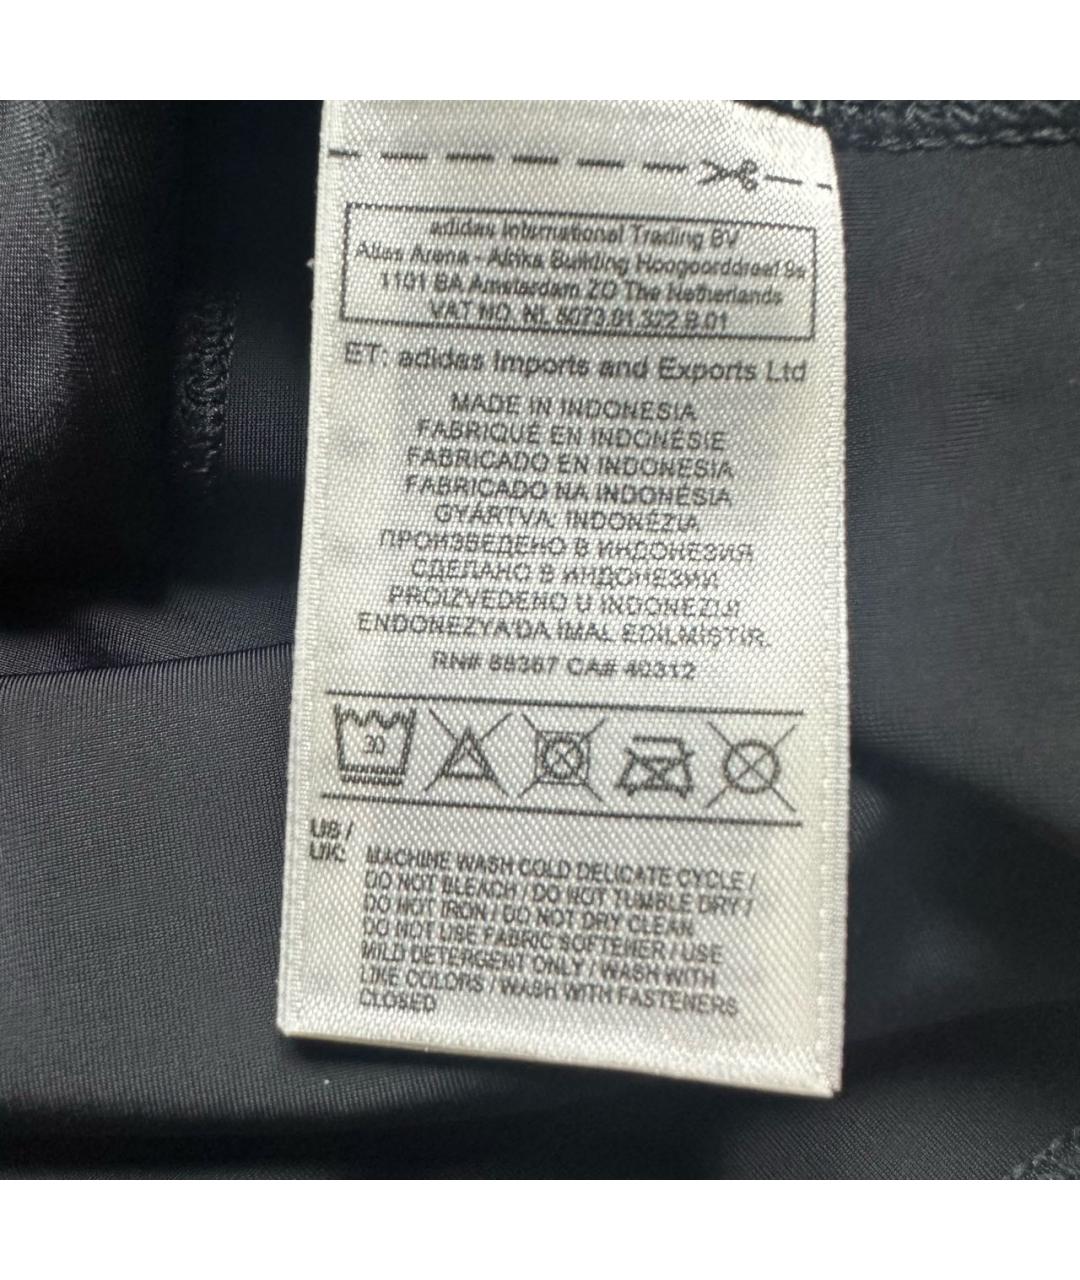 adidas International Trading BV
Atlas Arena - Afrika Building Hoogoorddreef 9a
1101 BA Amsterdam ZO The Netherlands
VAT NO. NL 8073.01.322.B.01
ET: adidas Imports and Exports Ltd
MADE IN INDONESIA
FABRIQUÉ EN INDONÉSIE
FABRICADO EN INDONESIA
FABRICADO NA INDONÉSIA
GYÁRTVA: INDONÉZIA
ПРОИЗВЕДЕНО В ИНДОНЕЗИЯ
СДЕЛАНО В ИНДОНЕЗИИ
PROIZVEDENO U INDONEZIJI
ENDONEZYA'DA İMAL EDİLMİŞTİR.
RN# 88387 CA# 40312
30
US /
UK:
MACHINE WASH COLD DELICATE CYCLE /
DO NOT BLEACH / DO NOT TUMBLE DRY /
DO NOT IRON / DO NOT DRY CLEAN
DO NOT USE FABRIC SOFTENER / USE
MILD DETERGENT ONLY / WASH WITH
LIKE COLORS / WASH WITH FASTENERS
CLOSED